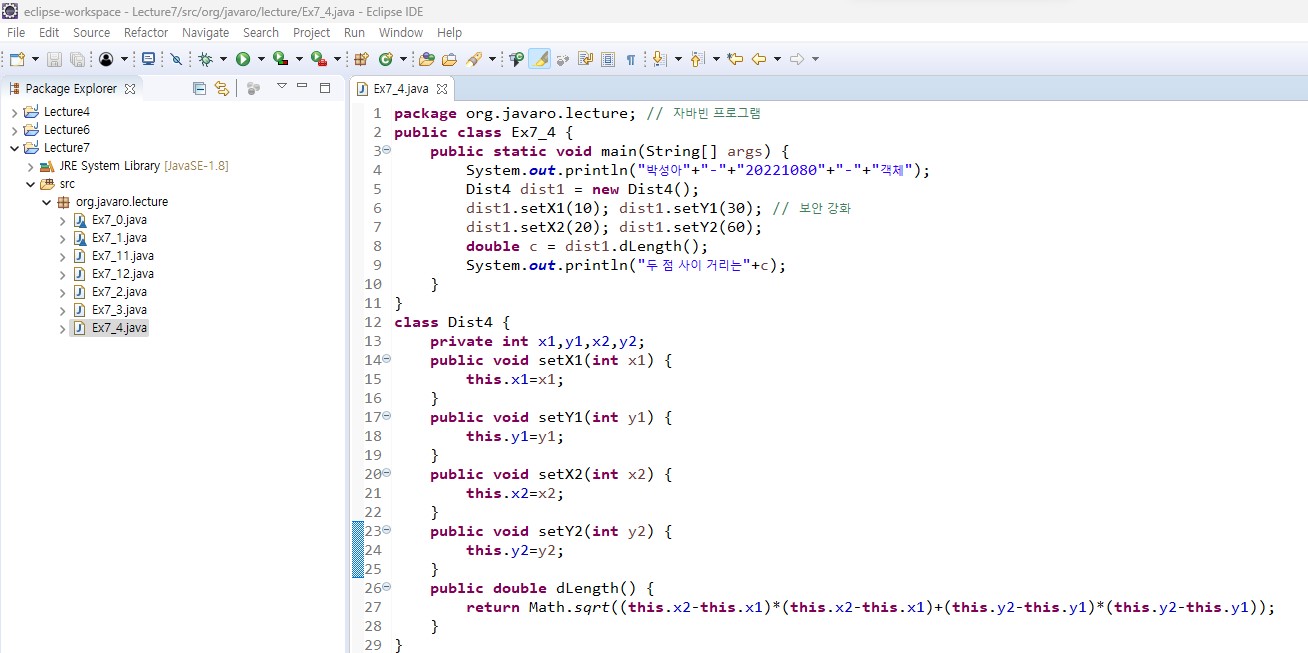 eclipse-workspace - Lecture7/src/org/javaro/lecture/Ex7_4.java - Eclipse IDE
File Edit Source Refactor Navigate Search Project Run Window Help
Package Explorer
Lecture4
Lecture6
Lecture7
JRE System Library [JavaSE-1.8]
src
org.javaro.lecture
Ex7_0.java
Ex7_1.java
Ex7_11.java
Ex7_12.java
Ex7_2.java
Ex7_3.java
Ex7_4.java
Ex7_4.java
1 package org.javaro.lecture; // 자바빈 프로그램
2 public class Ex7_4 {
3 public static void main(String[] args) {
4 System.out.println("박성아"+"-"+"20221080"+"-"+"객체");
5 Dist4 dist1 = new Dist4();
6 dist1.setX1(10); dist1.setY1(30); // 보안 강화
7 dist1.setX2(20); dist1.setY2(60);
8 double c = dist1.dLength();
9 System.out.println("두 점 사이 거리는"+c);
10 }
11 }
12 class Dist4 {
13 private int x1,y1,x2,y2;
14 public void setX1(int x1) {
15 this.x1=x1;
16 }
17 public void setY1(int y1) {
18 this.y1=y1;
19 }
20 public void setX2(int x2) {
21 this.x2=x2;
22 }
23 public void setY2(int y2) {
24 this.y2=y2;
25 }
26 public double dLength() {
27 return Math.sqrt((this.x2-this.x1)*(this.x2-this.x1)+(this.y2-this.y1)*(this.y2-this.y1));
28 }
29 }